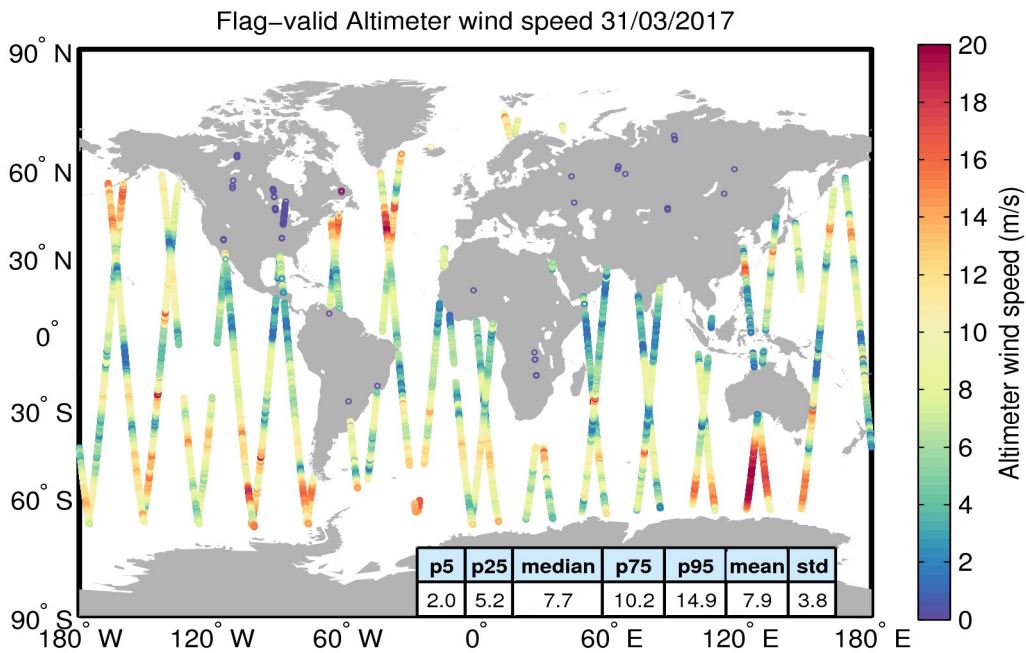 Flag−valid Altimeter wind speed 31/03/2017
90° N
60° N
30° N
0°
30° S
60° S
90° S
180° W
120° W
60° W
0°
60° E
120° E
180° E
20
18
16
14
12
10
8
6
4
2
0
Altimeter wind speed (m/s)
p5 p25 median p75 p95 mean std
2.0 5.2 7.7 10.2 14.9 7.9 3.8